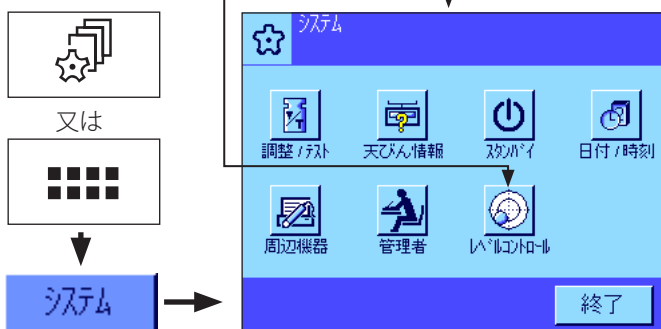 又は
システム
システム
調整 / テスト
天びん情報
スタンバイ
日付 / 時刻
周辺機器
管理者
レベルコントロール
終了